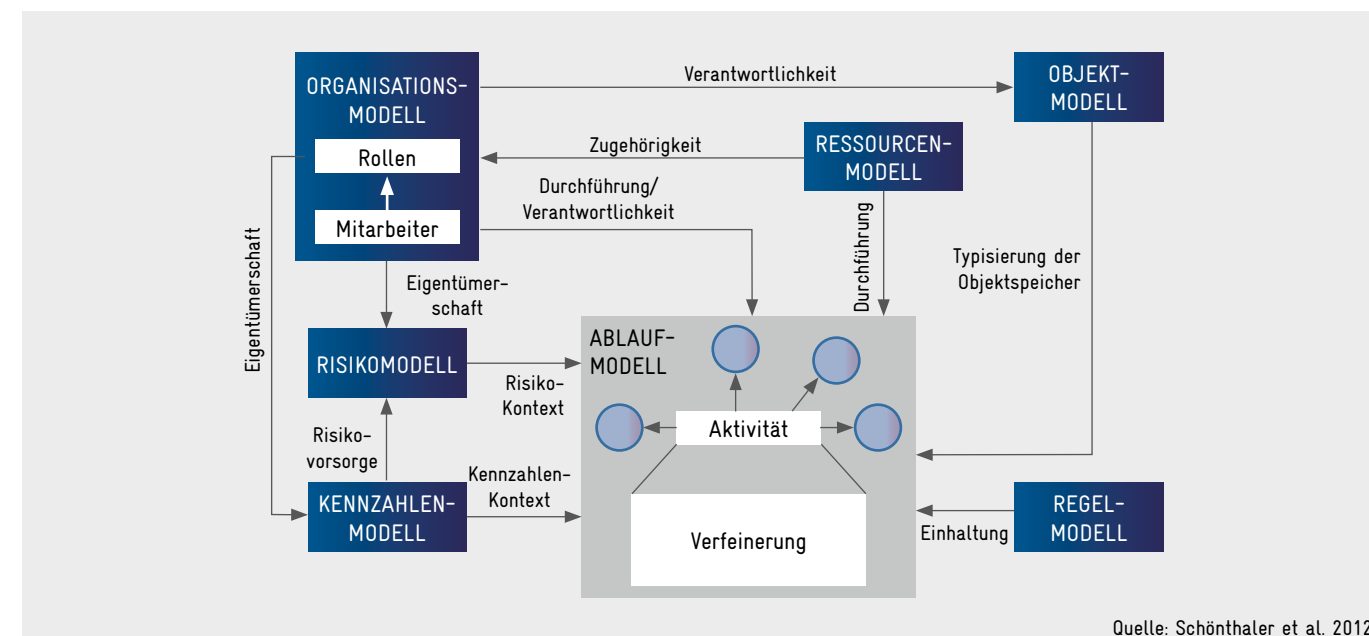 ORGANISATIONS-
MODELL
Rollen
Mitarbeiter
Verantwortlichkeit
OBJEKT-
MODELL
Zugehörigkeit
RESSOURCEN-
MODELL
Durchführung/
Verantwortlichkeit
Durchführung
Typisierung der
Objektspeicher
Eigentümerschaft
Eigentümer-
schaft
RISIKOMODELL
Risiko-
Kontext
ABLAUF-
MODELL
Aktivität
Verfeinerung
Risiko-
vorsorge
Kennzahlen-
Kontext
KENNZAHLEN-
MODELL
Einhaltung
REGEL-
MODELL
Quelle: Schönthaler et al. 2012